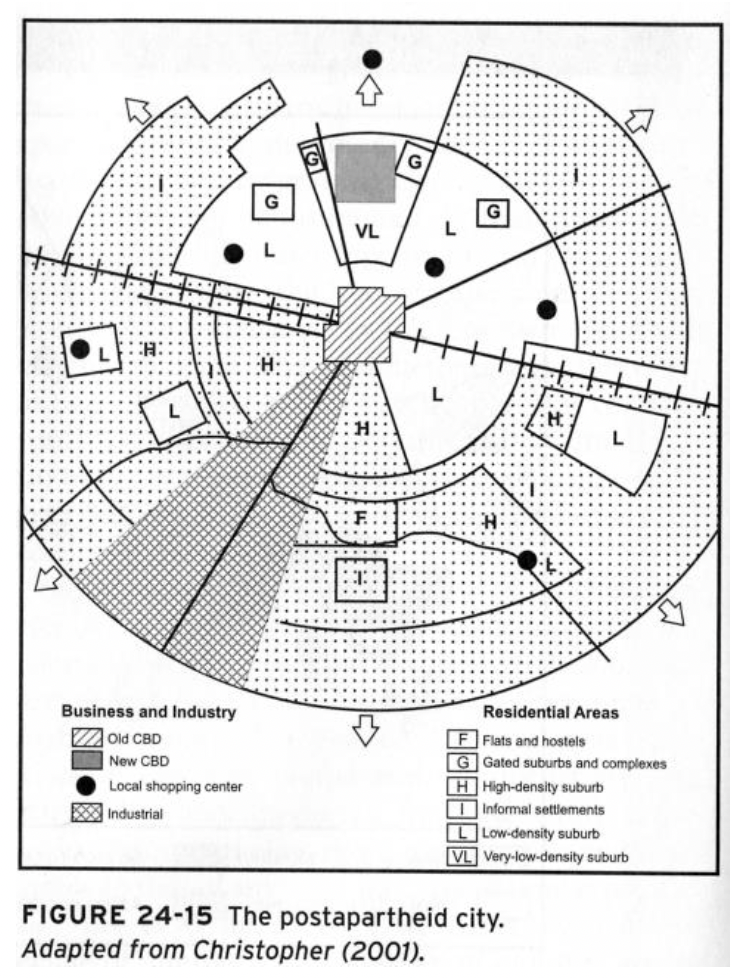 I
I
G
G
G
G
VL
L
L
L
H
I
H
L
L
H
H
L
I
F
H
I
L
Business and Industry
Old CBD
New CBD
Local shopping center
Industrial
Residential Areas
F Flats and hostels
G Gated suburbs and complexes
H High-density suburb
I Informal settlements
L Low-density suburb
VL Very-low-density suburb
FIGURE 24-15 The postapartheid city.
Adapted from Christopher (2001).